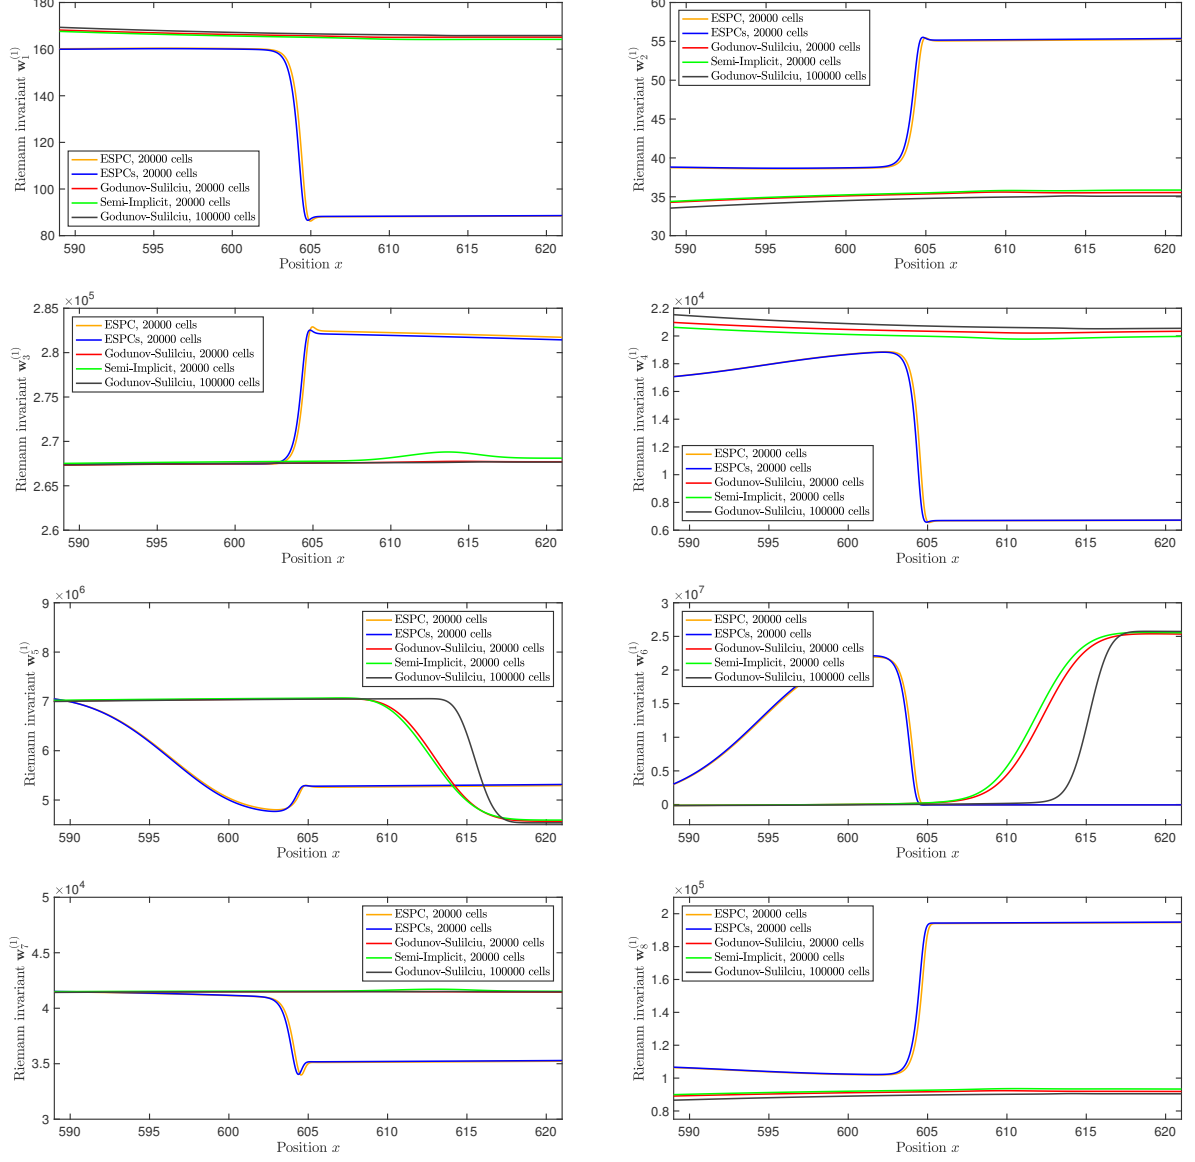 180
160
140
120
100
80
590 595 600 605 610 615 620
Position x
Riemann invariant w₁⁽¹⁾
ESPC, 20000 cells
ESPCs, 20000 cells
Godunov-Sulilciu, 20000 cells
Semi-Implicit, 20000 cells
Godunov-Sulilciu, 100000 cells
60
55
50
45
40
35
30
590 595 600 605 610 615 620
Position x
Riemann invariant w₂⁽¹⁾
ESPC, 20000 cells
ESPCs, 20000 cells
Godunov-Sulilciu, 20000 cells
Semi-Implicit, 20000 cells
Godunov-Sulilciu, 100000 cells
×10⁵
2.85
2.8
2.75
2.7
2.65
2.6
590 595 600 605 610 615 620
Position x
Riemann invariant w₃⁽¹⁾
ESPC, 20000 cells
ESPCs, 20000 cells
Godunov-Sulilciu, 20000 cells
Semi-Implicit, 20000 cells
Godunov-Sulilciu, 100000 cells
×10⁴
2.2
2
1.8
1.6
1.4
1.2
1
0.8
0.6
590 595 600 605 610 615 620
Position x
Riemann invariant w₄⁽¹⁾
ESPC, 20000 cells
ESPCs, 20000 cells
Godunov-Sulilciu, 20000 cells
Semi-Implicit, 20000 cells
Godunov-Sulilciu, 100000 cells
×10⁶
9
8
7
6
5
590 595 600 605 610 615 620
Position x
Riemann invariant w₅⁽¹⁾
ESPC, 20000 cells
ESPCs, 20000 cells
Godunov-Sulilciu, 20000 cells
Semi-Implicit, 20000 cells
Godunov-Sulilciu, 100000 cells
×10⁷
3
2.5
2
1.5
1
0.5
0
590 595 600 605 610 615 620
Position x
Riemann invariant w₆⁽¹⁾
ESPC, 20000 cells
ESPCs, 20000 cells
Godunov-Sulilciu, 20000 cells
Semi-Implicit, 20000 cells
Godunov-Sulilciu, 100000 cells
×10⁴
5
4.5
4
3.5
3
590 595 600 605 610 615 620
Position x
Riemann invariant w₇⁽¹⁾
ESPC, 20000 cells
ESPCs, 20000 cells
Godunov-Sulilciu, 20000 cells
Semi-Implicit, 20000 cells
Godunov-Sulilciu, 100000 cells
×10⁵
2
1.8
1.6
1.4
1.2
1
0.8
590 595 600 605 610 615 620
Position x
Riemann invariant w₈⁽¹⁾
ESPC, 20000 cells
ESPCs, 20000 cells
Godunov-Sulilciu, 20000 cells
Semi-Implicit, 20000 cells
Godunov-Sulilciu, 100000 cells